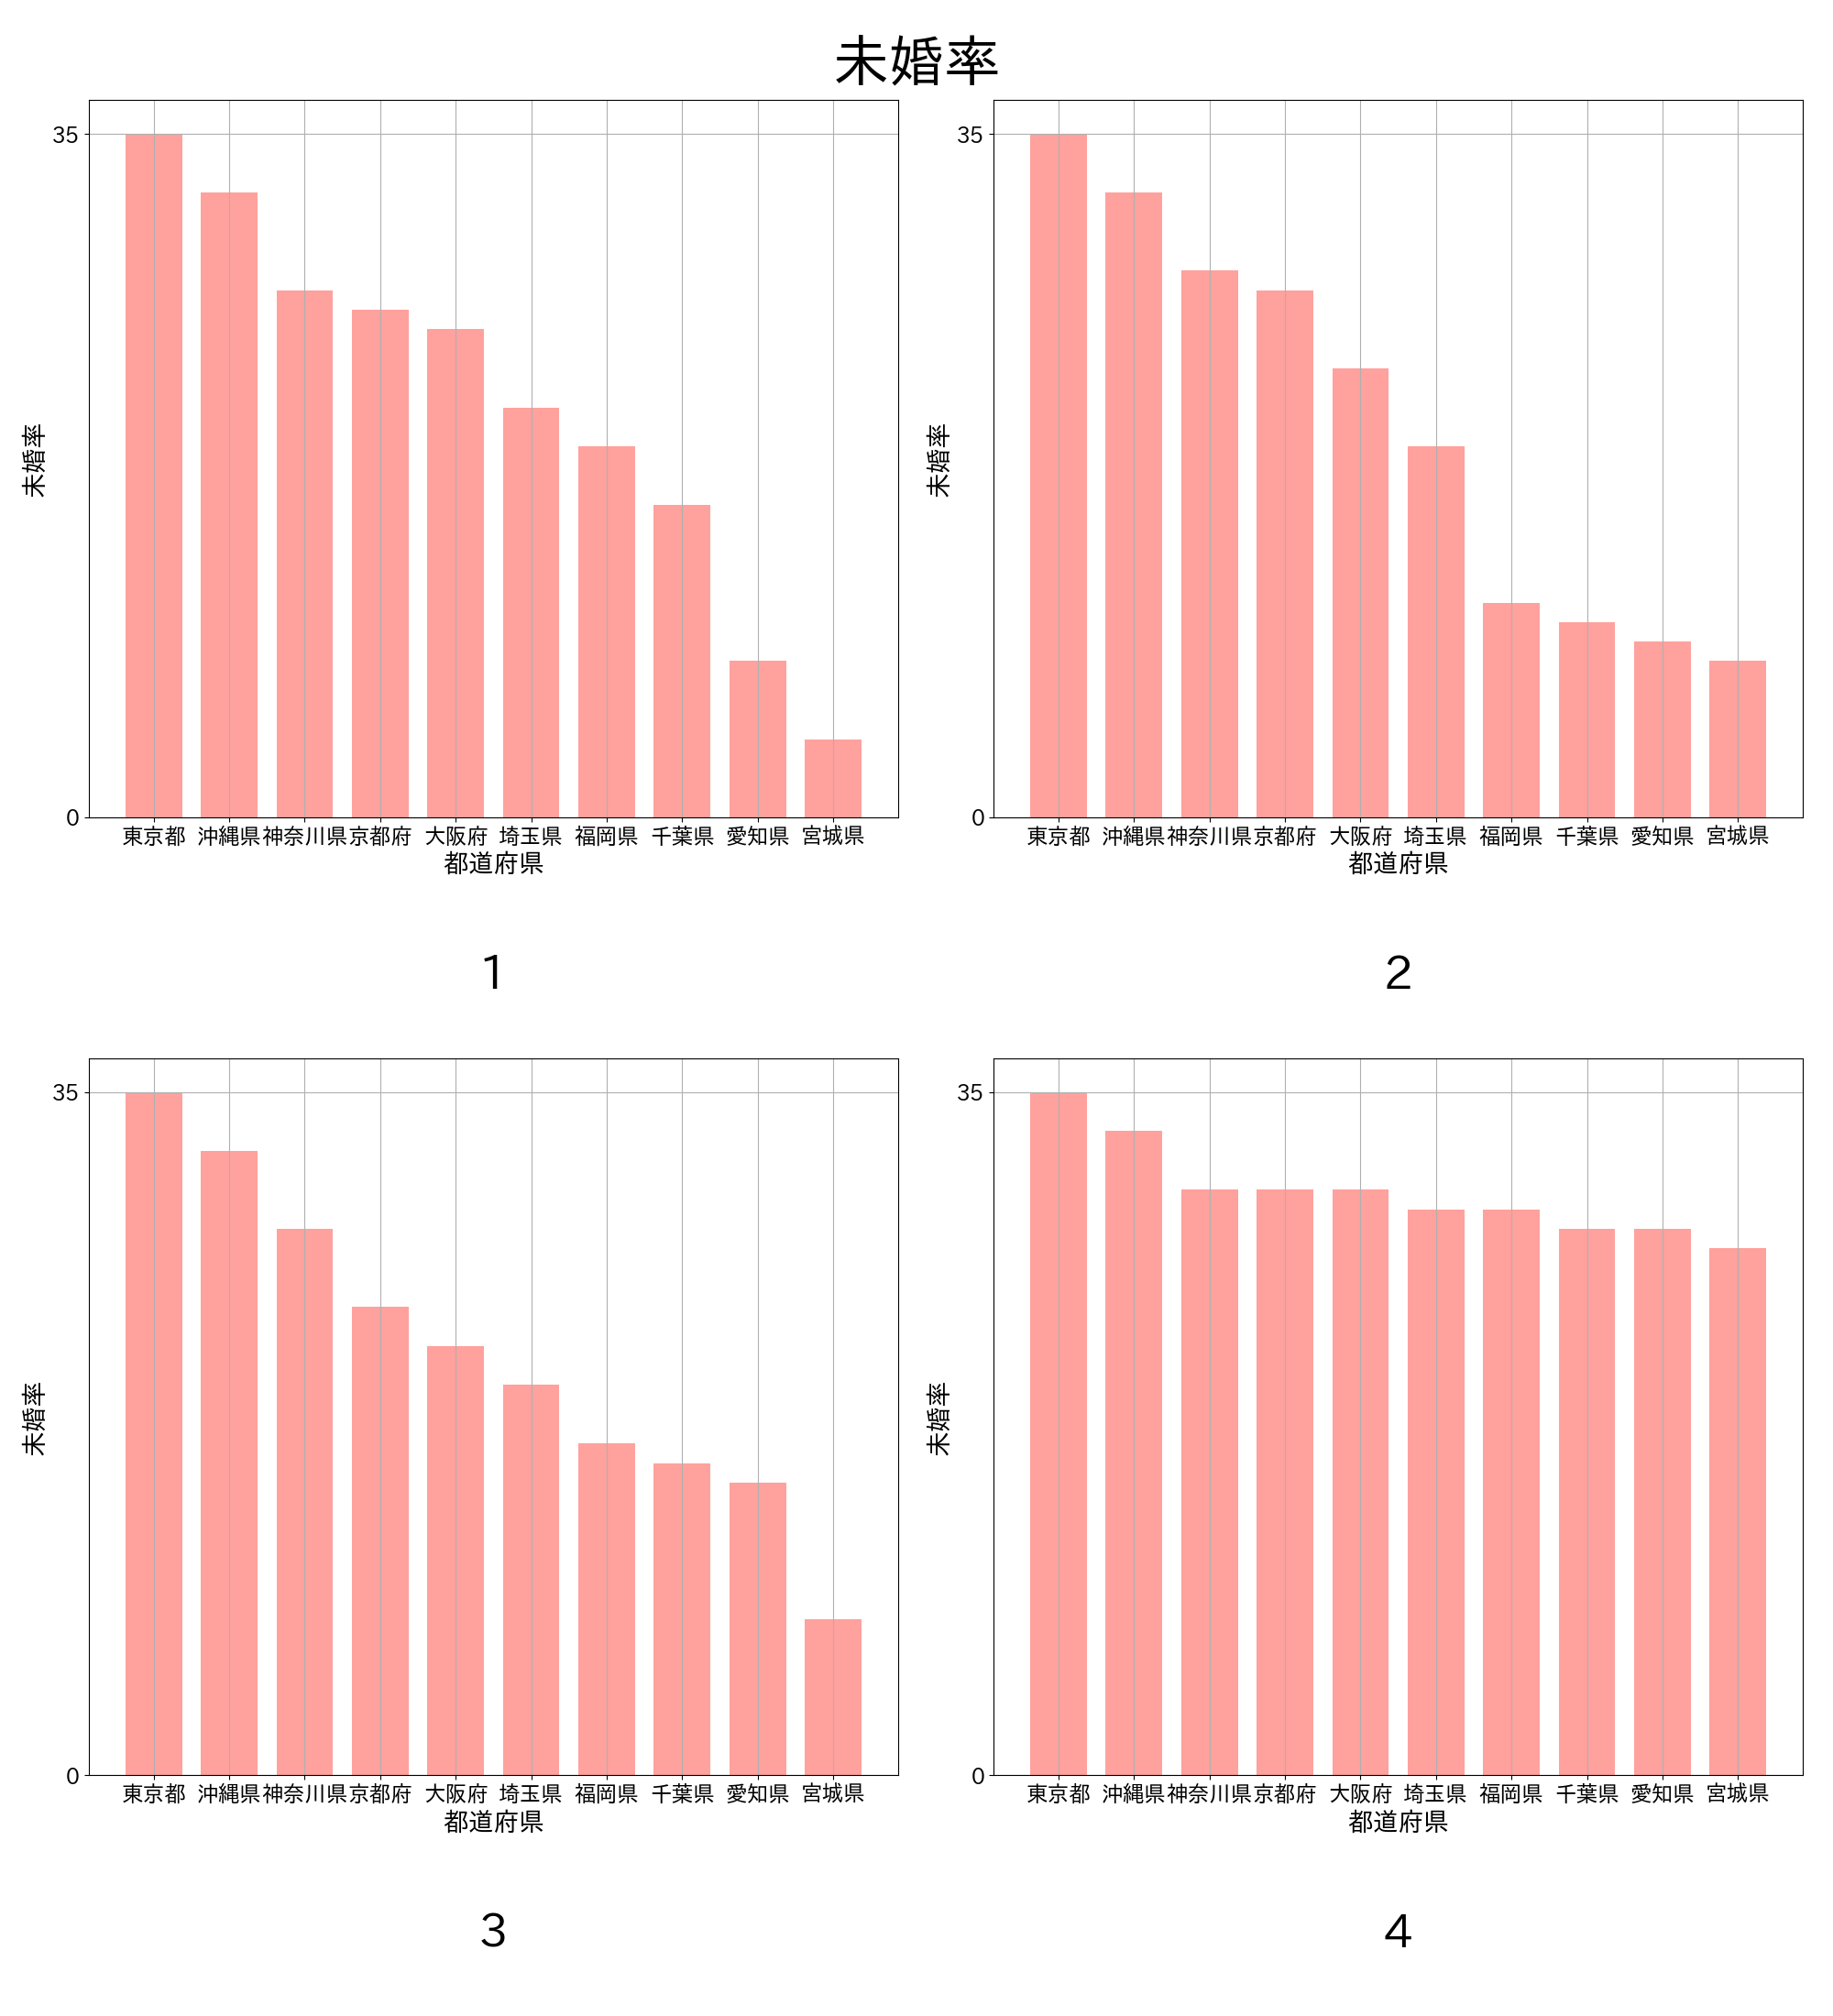 未婚率
35
0
未婚率
東京都 沖縄県 神奈川県 京都府 大阪府 埼玉県 福岡県 千葉県 愛知県 宮城県
都道府県
1
35
0
未婚率
東京都 沖縄県 神奈川県 京都府 大阪府 埼玉県 福岡県 千葉県 愛知県 宮城県
都道府県
2
35
0
未婚率
東京都 沖縄県 神奈川県 京都府 大阪府 埼玉県 福岡県 千葉県 愛知県 宮城県
都道府県
3
35
0
未婚率
東京都 沖縄県 神奈川県 京都府 大阪府 埼玉県 福岡県 千葉県 愛知県 宮城県
都道府県
4